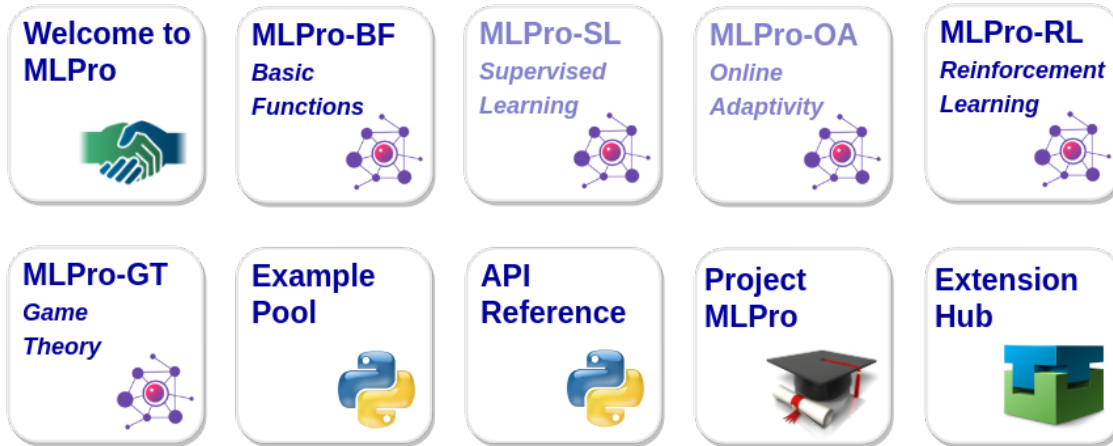 Welcome to
MLPro
MLPro-BF
Basic
Functions
MLPro-SL
Supervised
Learning
MLPro-OA
Online
Adaptivity
MLPro-RL
Reinforcement
Learning
MLPro-GT
Game
Theory
Example
Pool
API
Reference
Project
MLPro
Extension
Hub